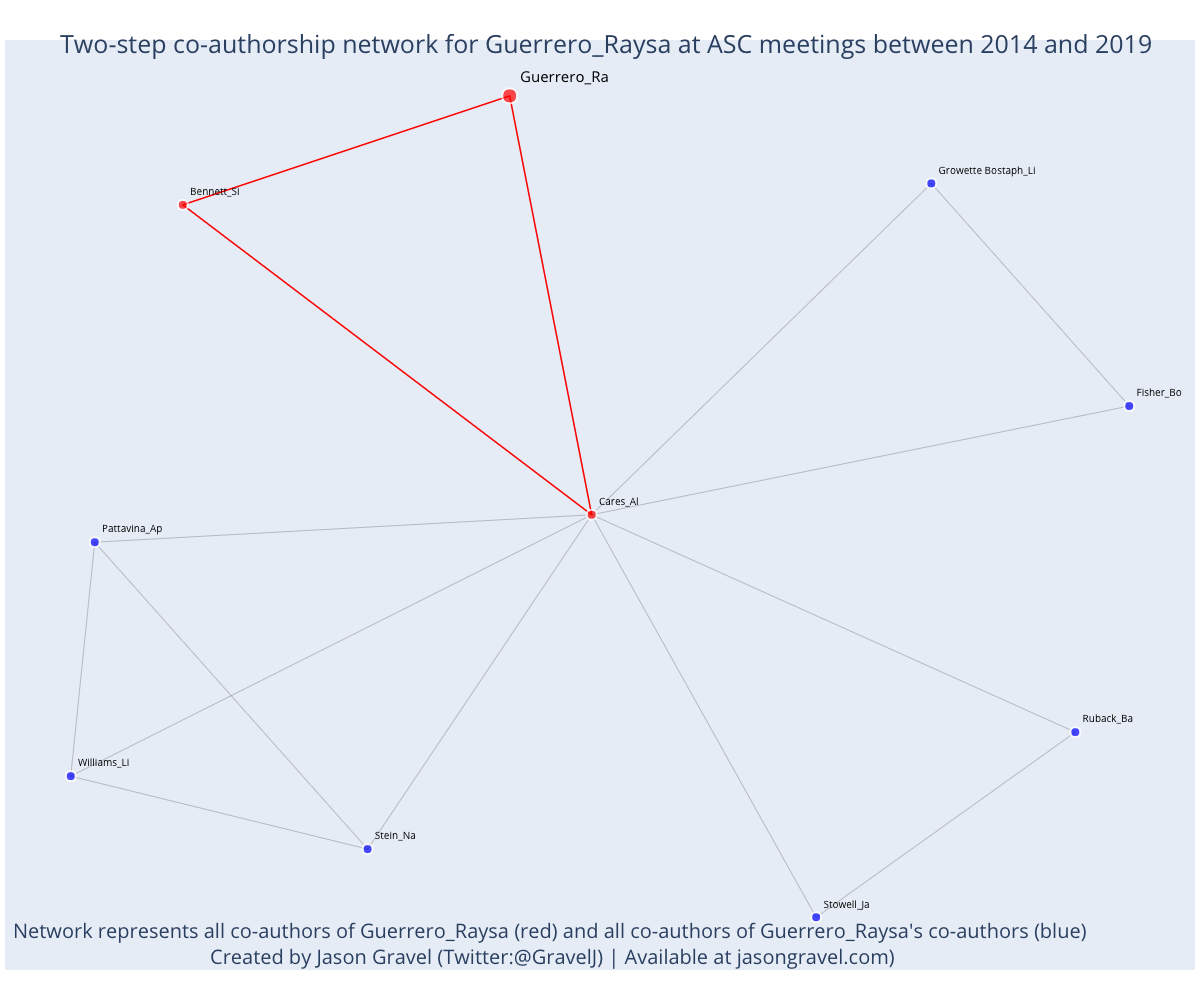 Two-step co-authorship network for Guerrero_Raysa at ASC meetings between 2014 and 2019
Guerrero_Ra
Growette Bostaph_Li
Bennett_Si
Fisher_Bo
Cares_Al
Pattavina_Ap
Ruback_Ba
Williams_Li
Stein_Na
Stowell_Ja
Network represents all co-authors of Guerrero_Raysa (red) and all co-authors of Guerrero_Raysa's co-authors (blue)
Created by Jason Gravel (Twitter:@GravelJ) | Available at jasongravel.com)